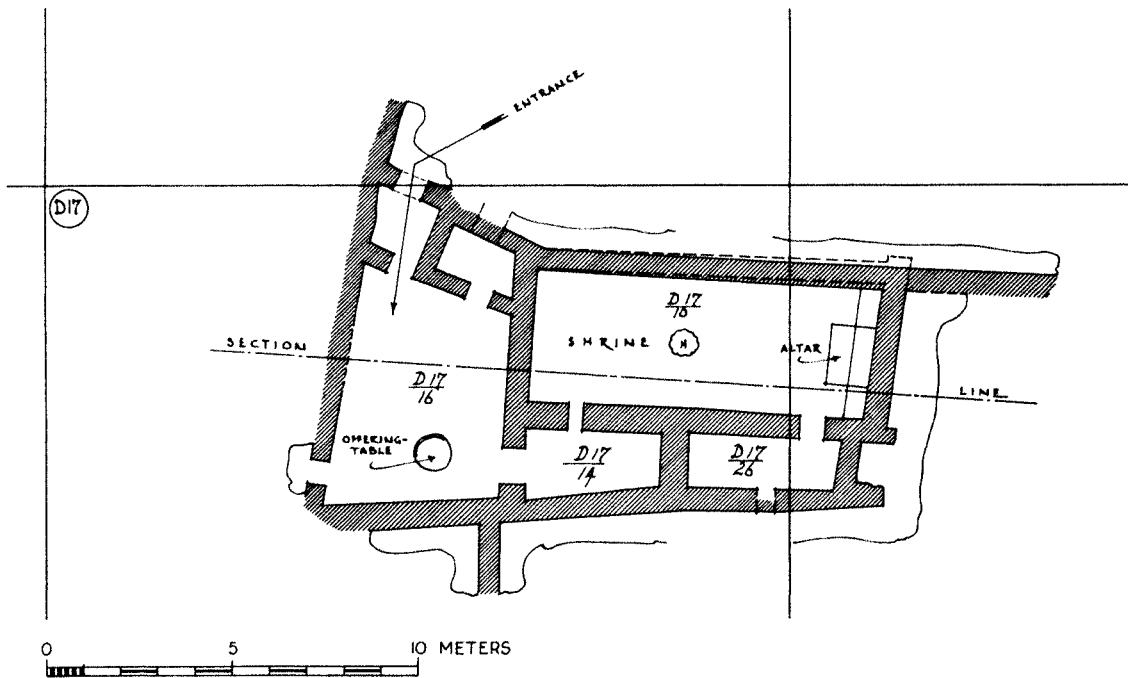 ENTRANCE
D17
D17
10
SHRINE
H
ALTAR
SECTION
LINE
D17
16
OFFERING-
TABLE
D17
14
D17
26
0 5 10 METERS